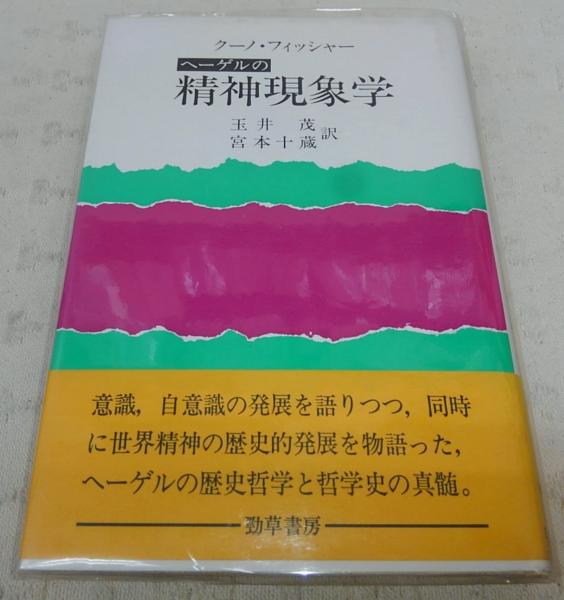 クーノ・フィッシャー
ヘーゲルの
精神現象学
玉井　茂
宮本十蔵 訳
意識，自意識の発展を語りつつ，同時
に世界精神の歴史的発展を物語った，
ヘーゲルの歴史哲学と哲学史の真髄。
勁草書房